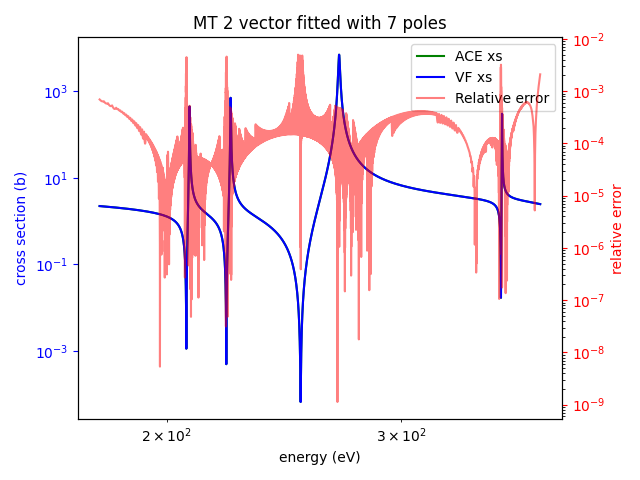 MT 2 vector fitted with 7 poles
ACE xs
VF xs
Relative error
cross section (b)
10³
10¹
10⁻¹
10⁻³
10⁻²
10⁻³
10⁻⁴
10⁻⁵
10⁻⁶
10⁻⁷
10⁻⁸
10⁻⁹
relative error
2 × 10²
3 × 10²
energy (eV)